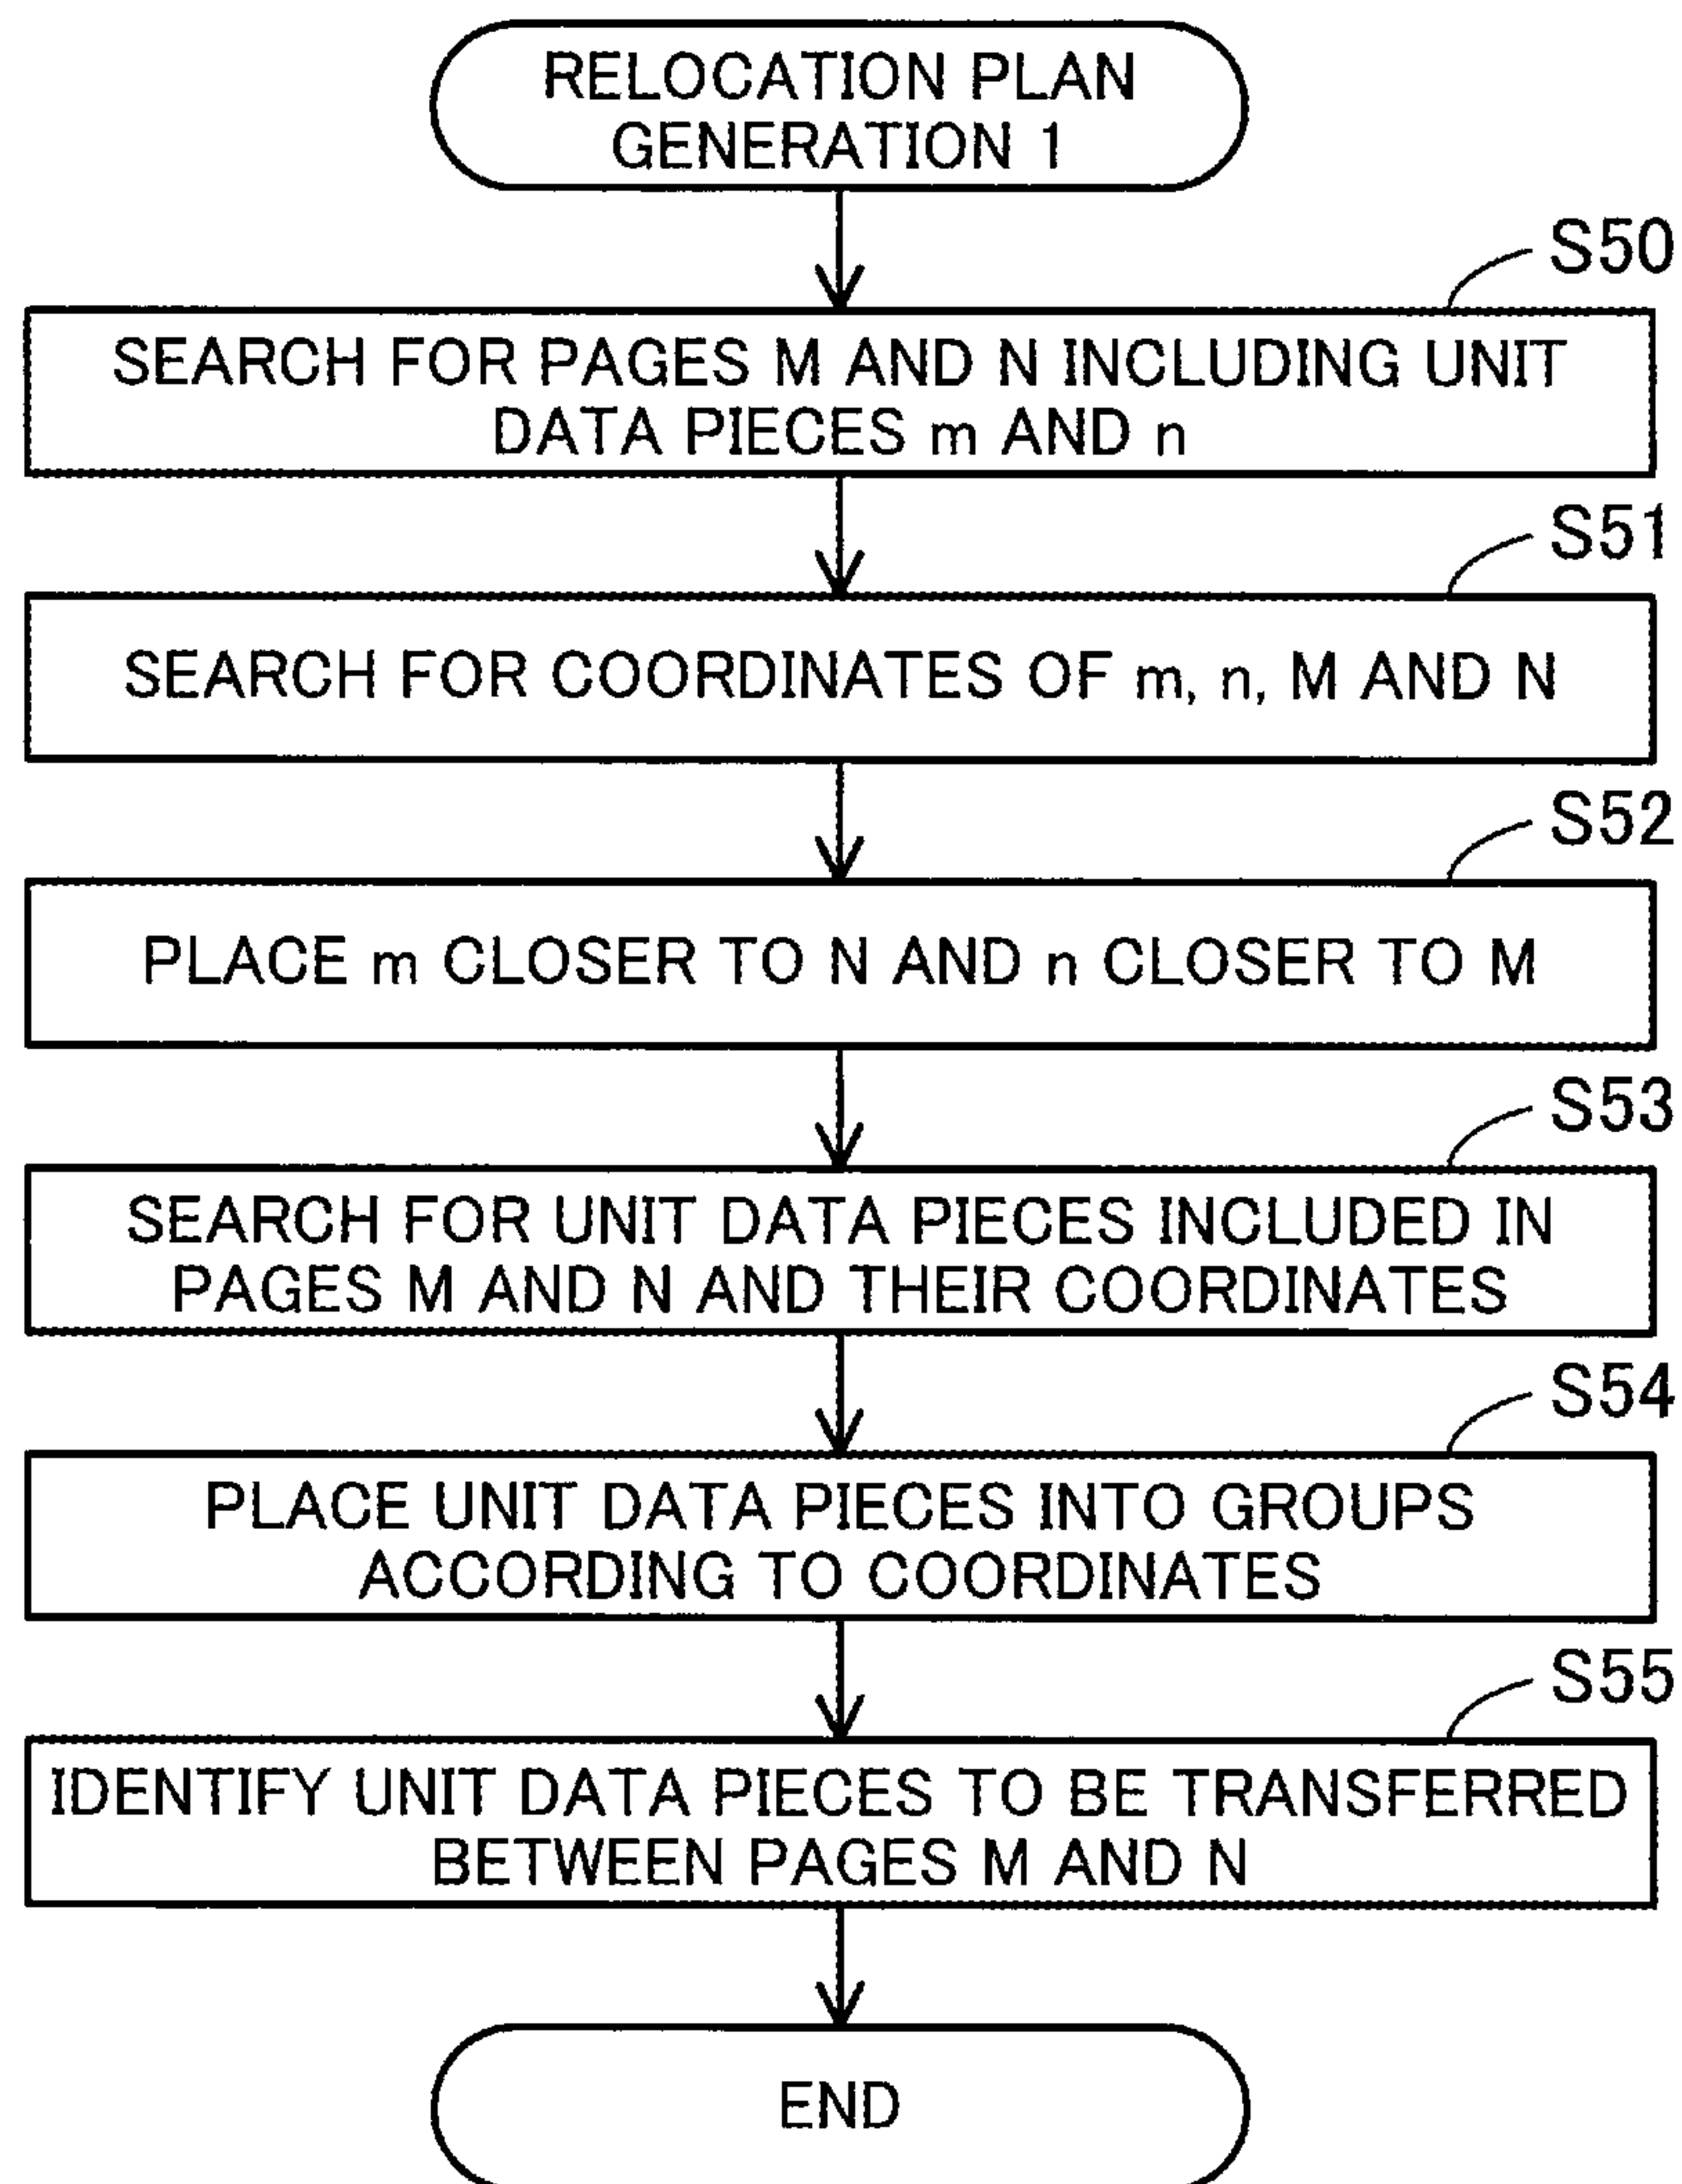 RELOCATION PLAN
GENERATION 1
S50
SEARCH FOR PAGES M AND N INCLUDING UNIT
DATA PIECES m AND n
S51
SEARCH FOR COORDINATES OF m, n, M AND N
S52
PLACE m CLOSER TO N AND n CLOSER TO M
S53
SEARCH FOR UNIT DATA PIECES INCLUDED IN
PAGES M AND N AND THEIR COORDINATES
S54
PLACE UNIT DATA PIECES INTO GROUPS
ACCORDING TO COORDINATES
S55
IDENTIFY UNIT DATA PIECES TO BE TRANSFERRED
BETWEEN PAGES M AND N
END